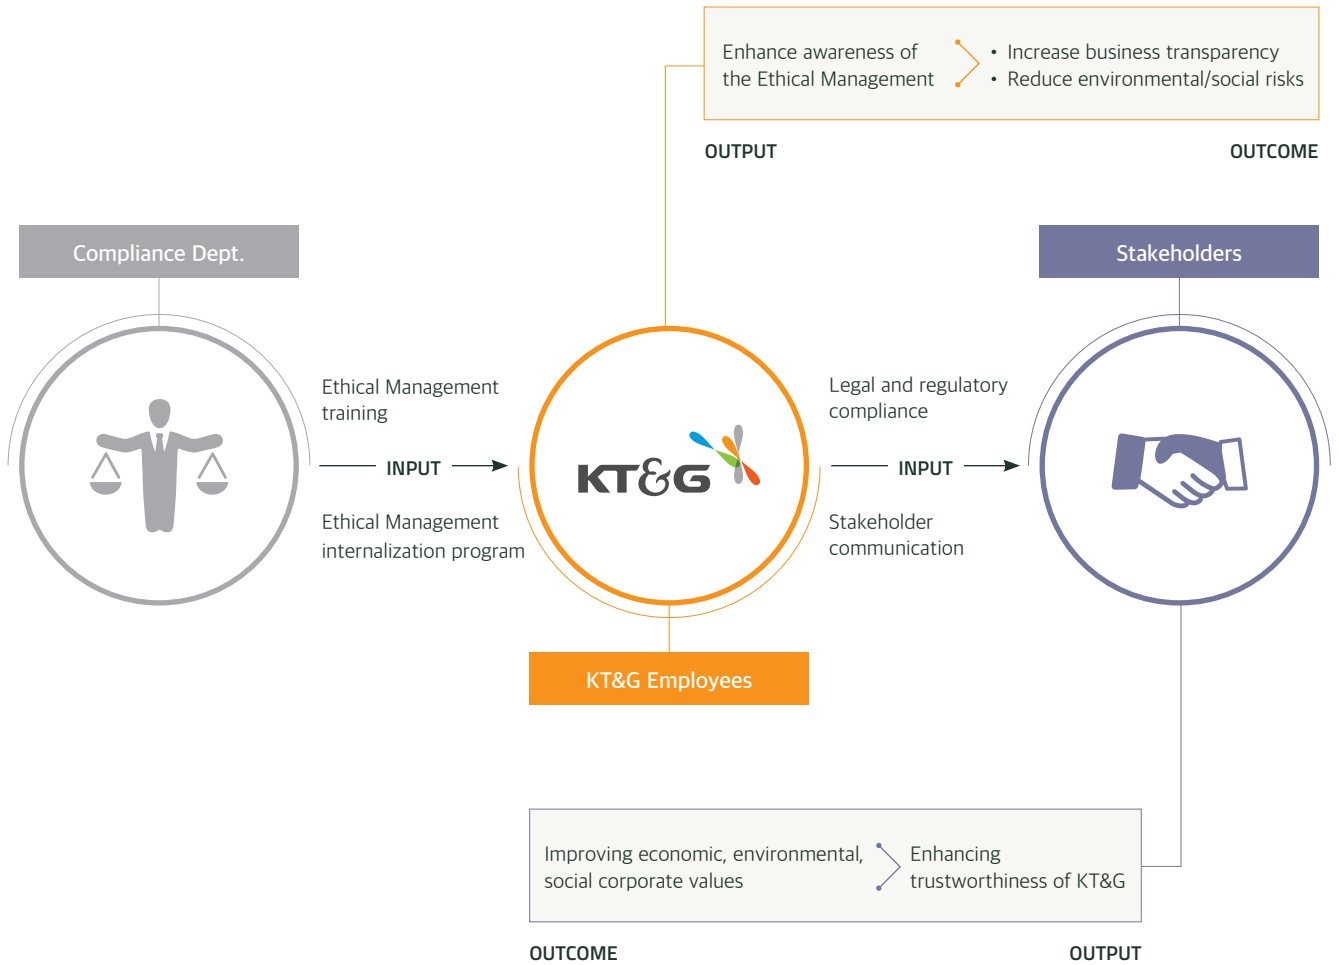 Enhance awareness of
the Ethical Management
• Increase business transparency
• Reduce environmental/social risks
OUTPUT
OUTCOME
Compliance Dept.
Stakeholders
Ethical Management
training
INPUT
Ethical Management
internalization program
KT&G
Legal and regulatory
compliance
INPUT
Stakeholder
communication
KT&G Employees
Improving economic, environmental,
social corporate values
Enhancing
trustworthiness of KT&G
OUTCOME
OUTPUT